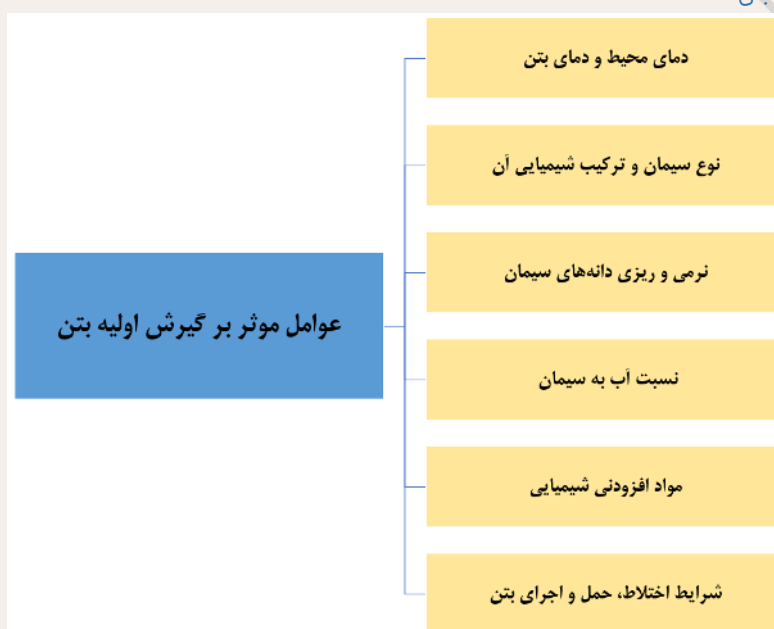 دمای محیط و دمای بتن
نوع سیمان و ترکیب شیمیایی آن
نرمی و ریزی دانه‌های سیمان
عوامل موثر بر گیرش اولیه بتن
نسبت آب به سیمان
مواد افزودنی شیمیایی
شرایط اختلاط، حمل و اجرای بتن